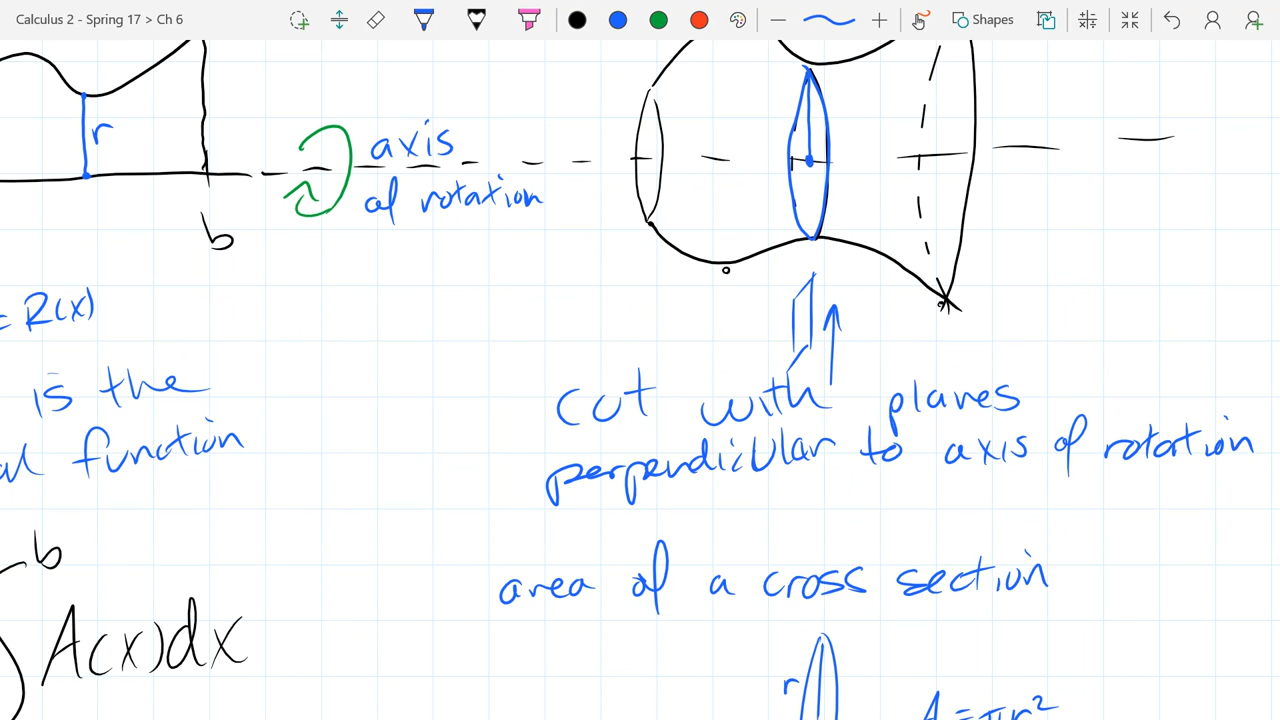 Calculus 2 - Spring 17 > Ch 6
Shapes
r
axis
of rotation
b
= R(x)
is the
al function
cut with planes
perpendicular to axis of rotation
b
A(x)dx
area of a cross section
r
A = πr²